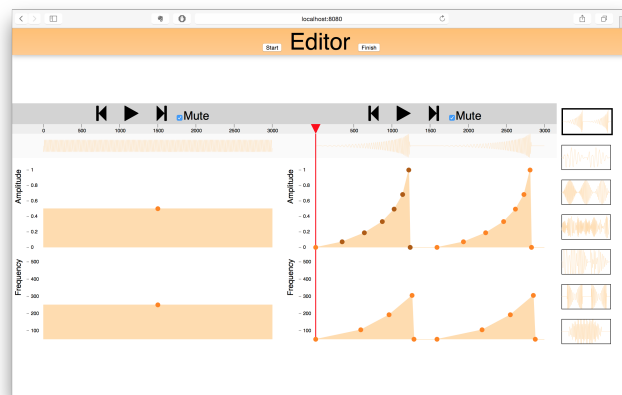 localhost:8080
Start Editor Finish
Mute Mute
0 500 1000 1500 2000 2500 3000 0 500 1000 1500 2000 2500 3000
Amplitude Amplitude
1 1
0.8 0.8
0.6 0.6
0.4 0.4
0.2 0.2
0 0
Frequency Frequency
500 500
400 400
300 300
200 200
100 100